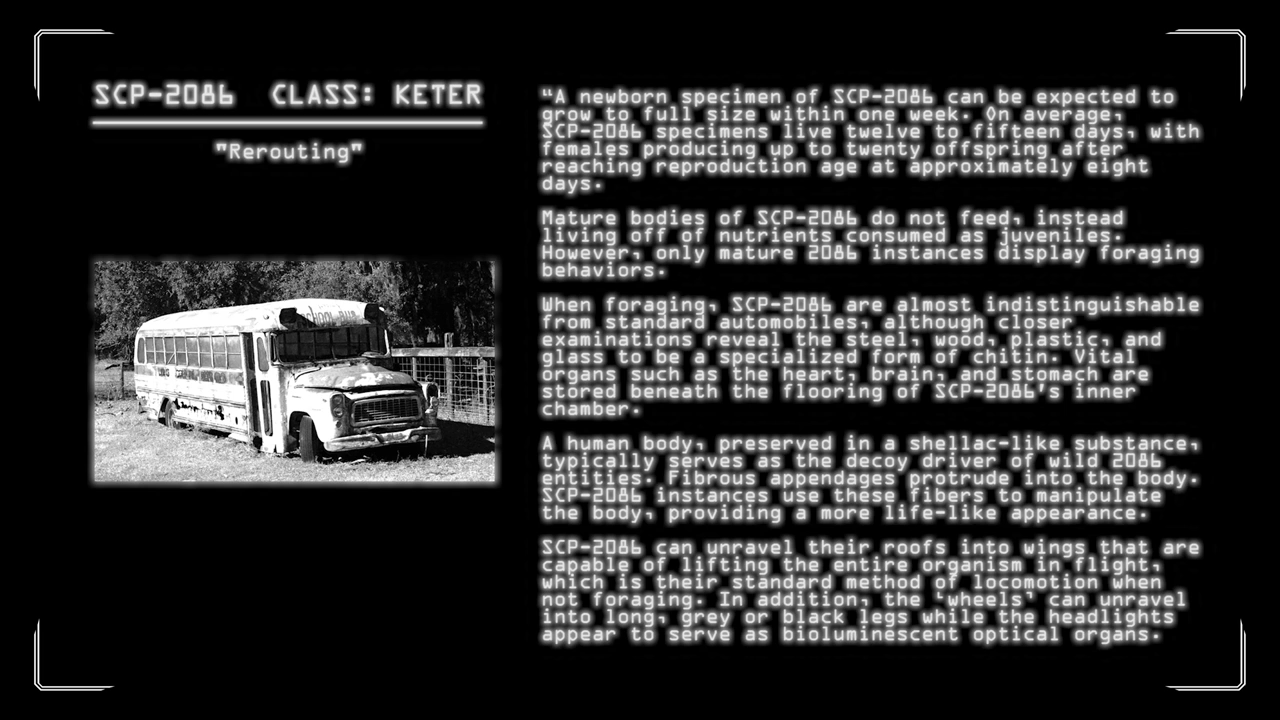 SCP-2086 CLASS: KETER
"Rerouting"
SCHOOL BUS
“A newborn specimen of SCP-2086 can be expected to
grow to full size within one week. On average,
SCP-2086 specimens live twelve to fifteen days, with
females producing up to twenty offspring after
reaching reproduction age at approximately eight
days.
Mature bodies of SCP-2086 do not feed, instead
living off of nutrients consumed as juveniles.
However, only mature 2086 instances display foraging
behaviors.
When foraging, SCP-2086 are almost indistinguishable
from standard automobiles, although closer
examinations reveal the steel, wood, plastic, and
glass to be a specialized form of chitin. Vital
organs such as the heart, brain, and stomach are
stored beneath the flooring of SCP-2086's inner
chamber.
A human body, preserved in a shellac-like substance,
typically serves as the decoy driver of wild 2086
entities. Fibrous appendages protrude into the body.
SCP-2086 instances use these fibers to manipulate
the body, providing a more life-like appearance.
SCP-2086 can unravel their roofs into wings that are
capable of lifting the entire organism in flight,
which is their standard method of locomotion when
not foraging. In addition, the ‘wheels’ can unravel
into long, grey or black legs while the headlights
appear to serve as bioluminescent optical organs.